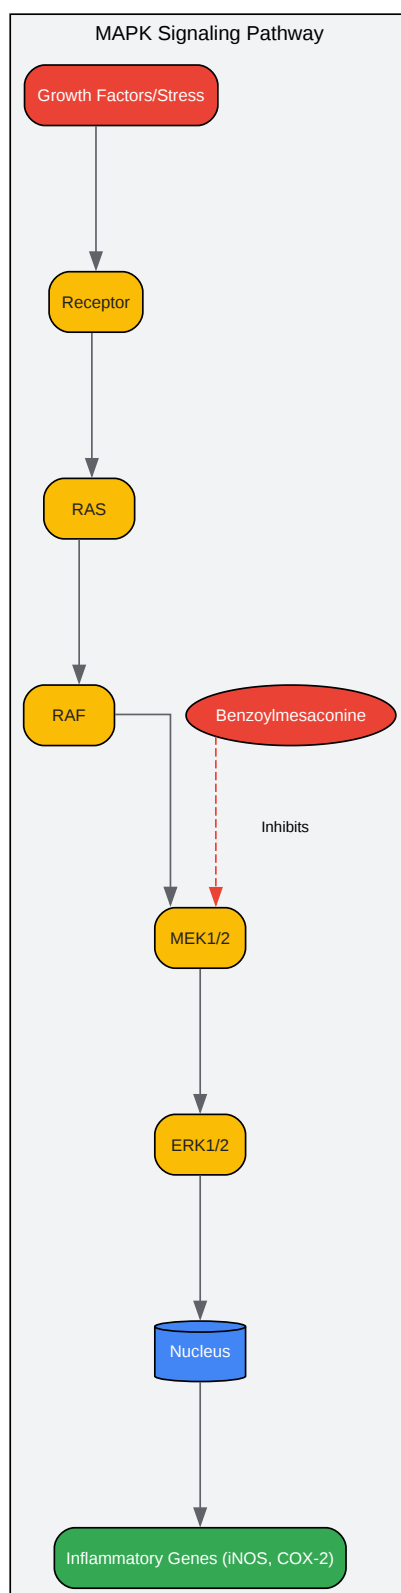 MAPK Signaling Pathway
Growth Factors/Stress
Receptor
RAS
RAF
Benzoylmesaconine
Inhibits
MEK1/2
ERK1/2
Nucleus
Inflammatory Genes (iNOS, COX-2)